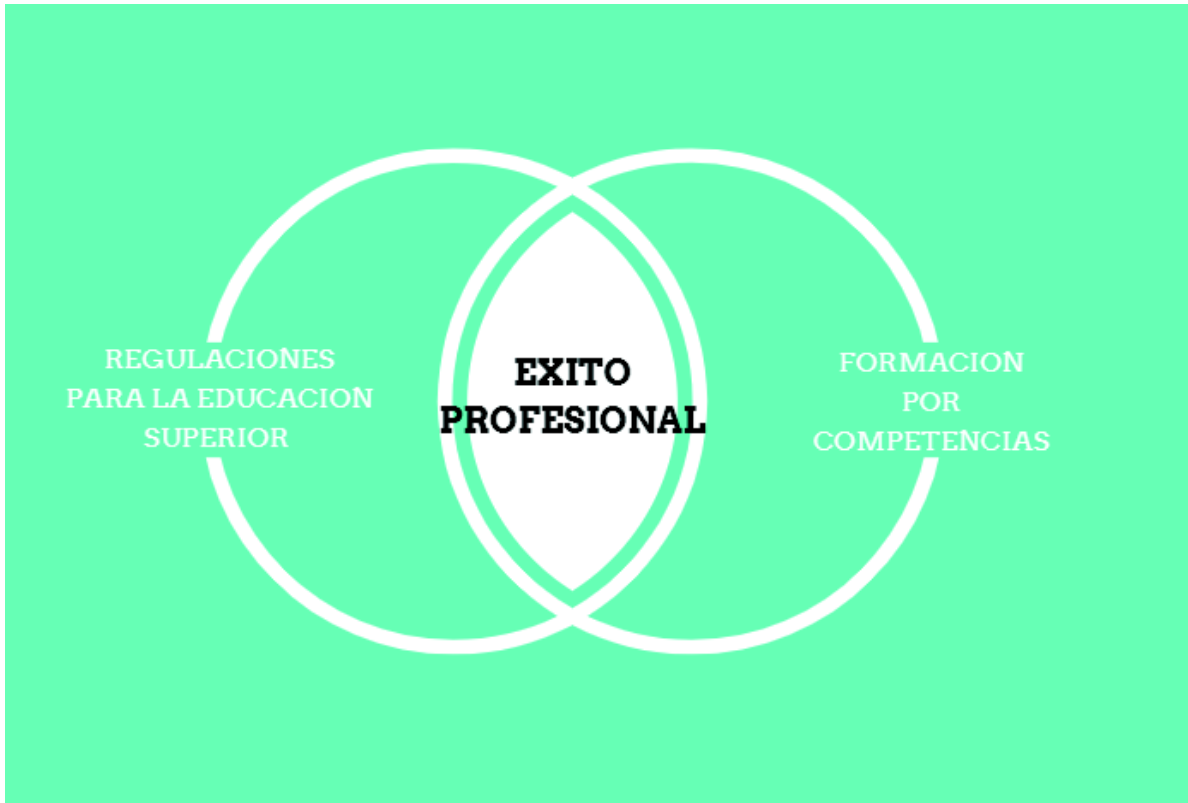 REGULACIONES
PARA LA EDUCACION
SUPERIOR
EXITO
PROFESIONAL
FORMACION
POR
COMPETENCIAS